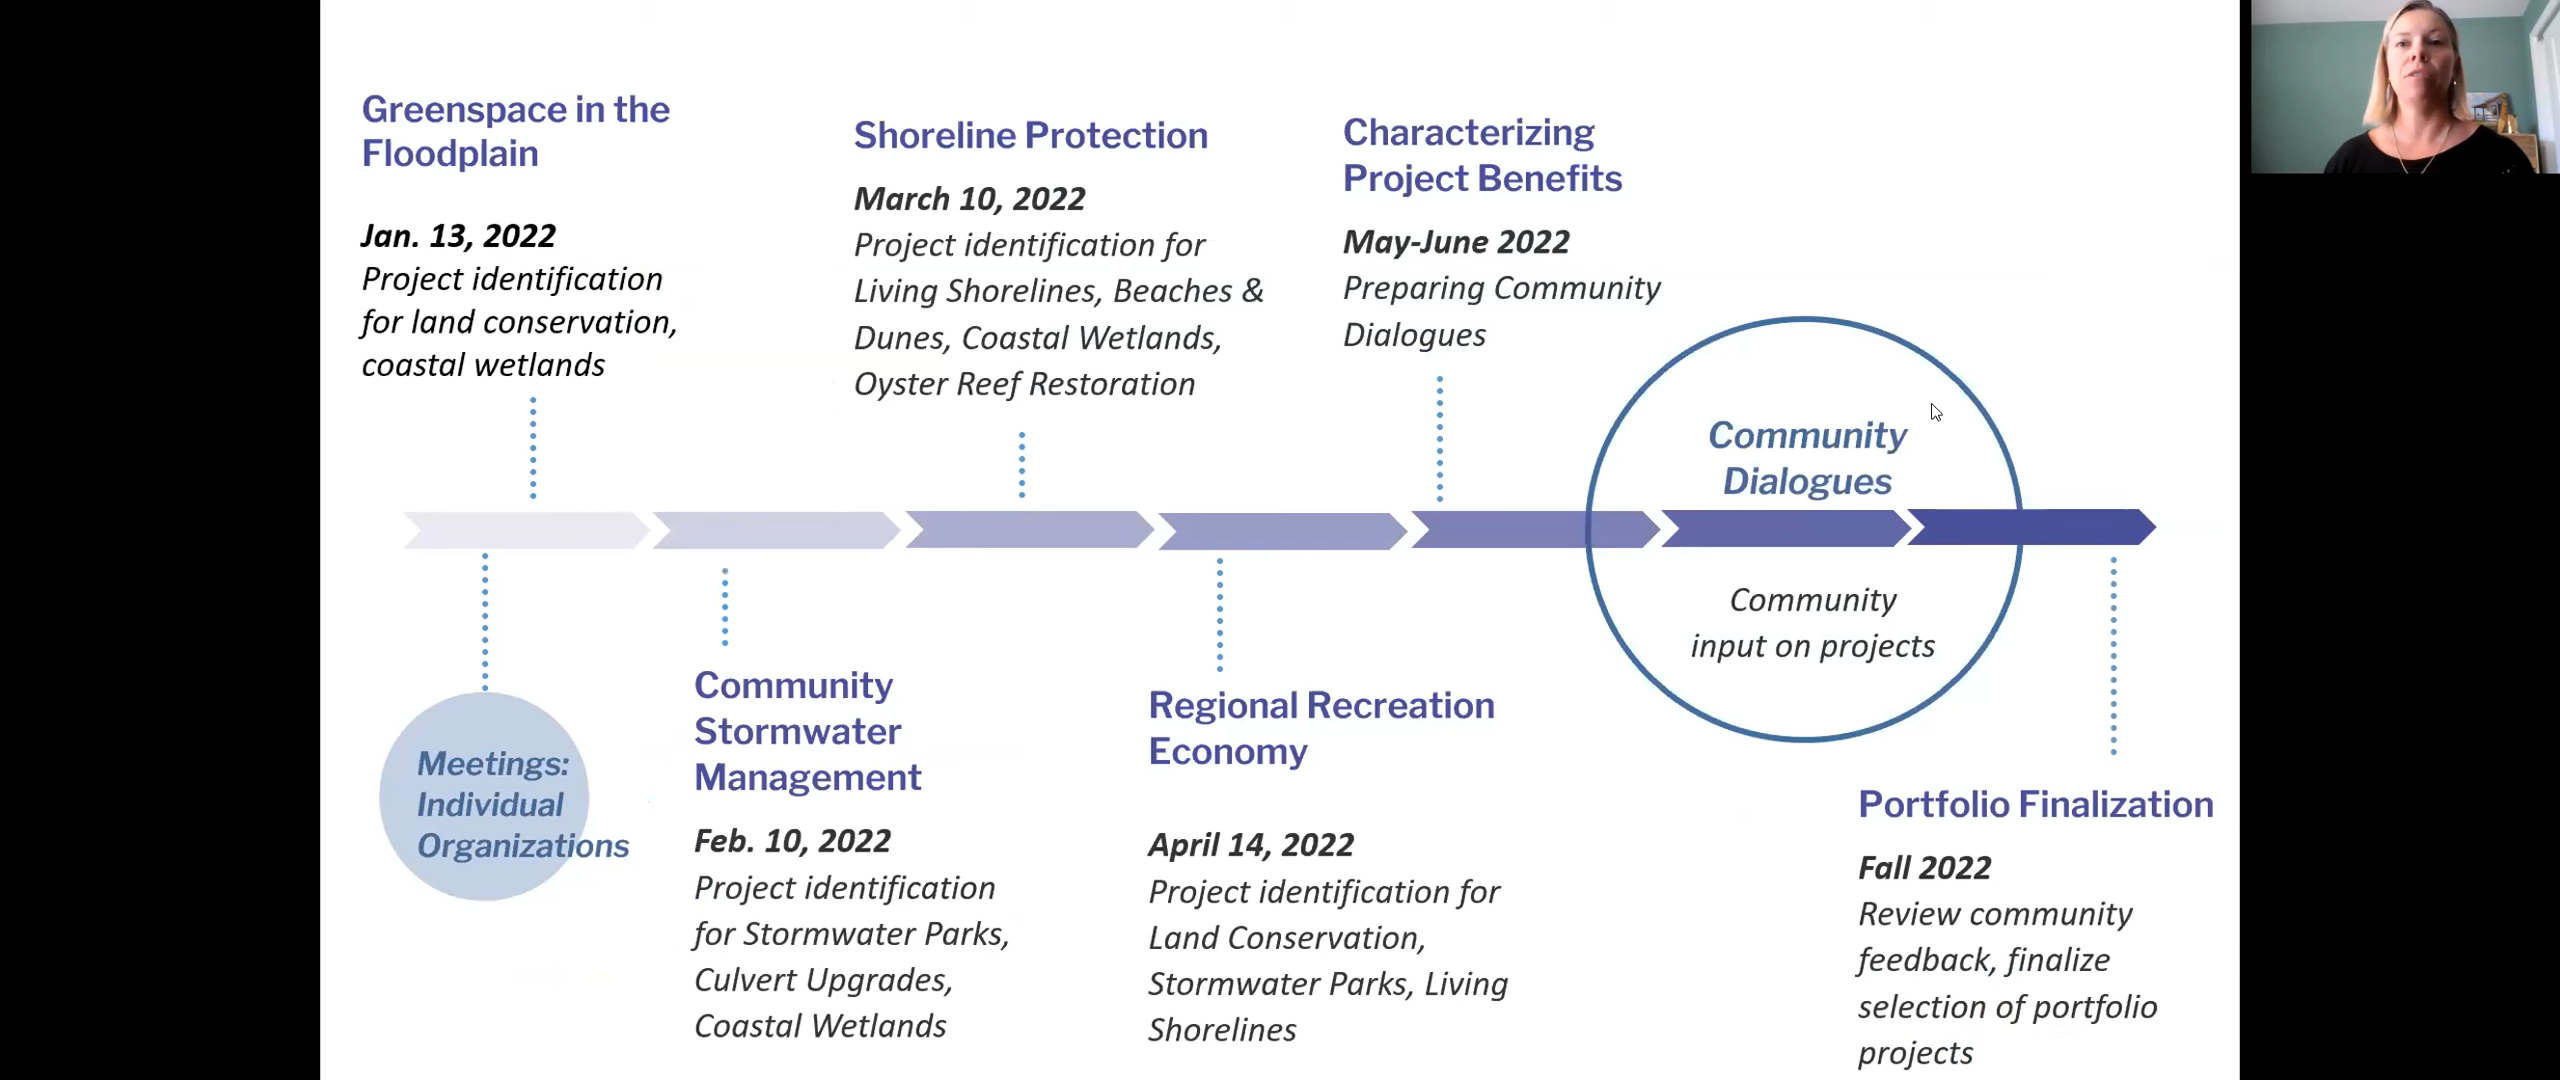 Greenspace in the
Floodplain
Jan. 13, 2022
Project identification
for land conservation,
coastal wetlands
Shoreline Protection
March 10, 2022
Project identification for
Living Shorelines, Beaches &
Dunes, Coastal Wetlands,
Oyster Reef Restoration
Characterizing
Project Benefits
May-June 2022
Preparing Community
Dialogues
Community
Dialogues
Community
input on projects
Meetings:
Individual
Organizations
Community
Stormwater
Management
Feb. 10, 2022
Project identification
for Stormwater Parks,
Culvert Upgrades,
Coastal Wetlands
Regional Recreation
Economy
April 14, 2022
Project identification for
Land Conservation,
Stormwater Parks, Living
Shorelines
Portfolio Finalization
Fall 2022
Review community
feedback, finalize
selection of portfolio
projects